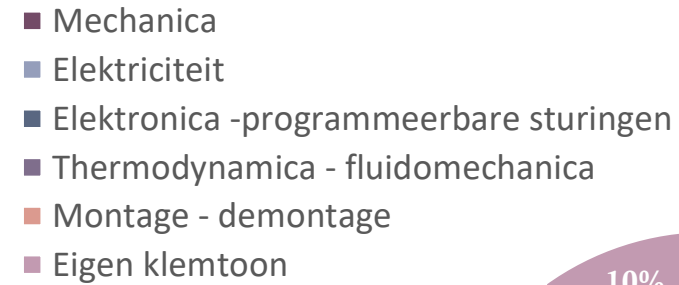 Mechanica
Elektriciteit
Elektronica -programmeerbare sturingen
Thermodynamica - fluidomechanica
Montage - demontage
Eigen klemtoon
10%